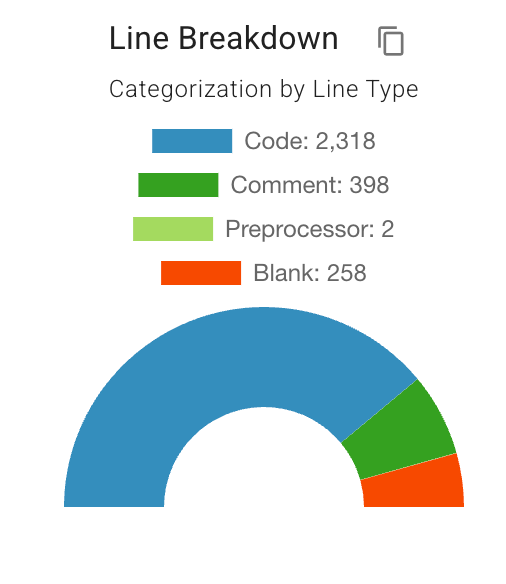 Line Breakdown
Categorization by Line Type
Code: 2,318
Comment: 398
Preprocessor: 2
Blank: 258